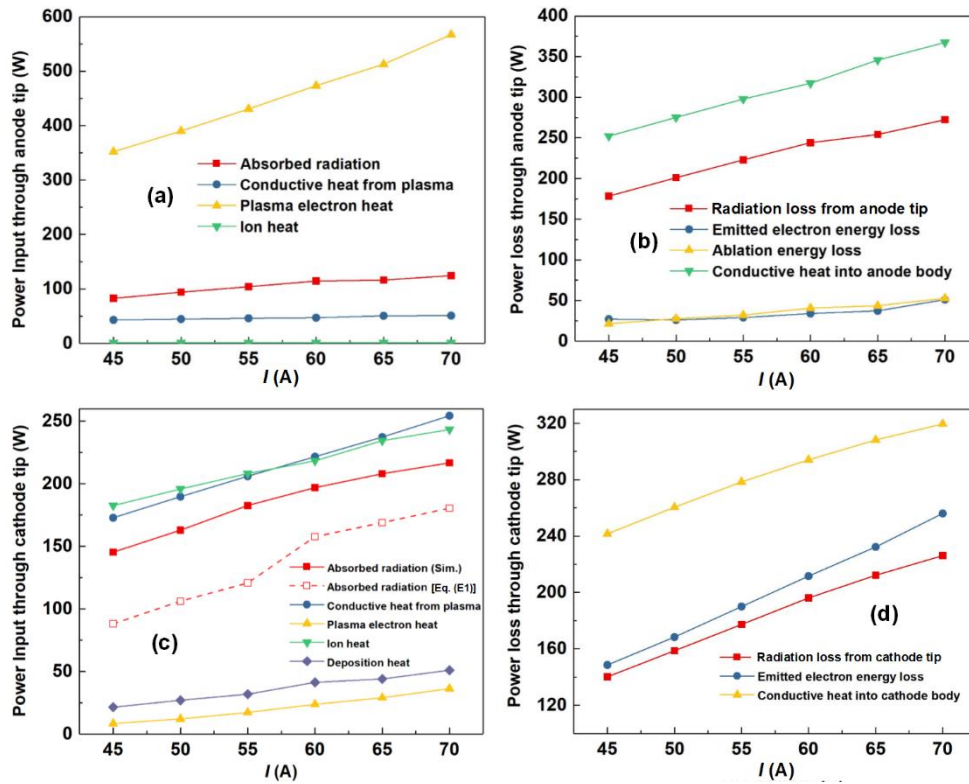 Power Input through anode tip (W)
600
500
400
300
200
100
0
Absorbed radiation
Conductive heat from plasma
Plasma electron heat
Ion heat
(a)
45 50 55 60 65 70
I (A)
Power loss through anode tip (W)
400
350
300
250
200
150
100
50
0
Radiation loss from anode tip
Emitted electron energy loss
Ablation energy loss
Conductive heat into anode body
(b)
45 50 55 60 65 70
I (A)
Power Input through cathode tip (W)
250
200
150
100
50
0
Absorbed radiation (Sim.)
Absorbed radiation [Eq. (E1)]
Conductive heat from plasma
Plasma electron heat
Ion heat
Deposition heat
(c)
45 50 55 60 65 70
I (A)
Power loss through cathode tip (W)
320
280
240
200
160
120
(d)
Radiation loss from cathode tip
Emitted electron energy loss
Conductive heat into cathode body
45 50 55 60 65 70
I (A)